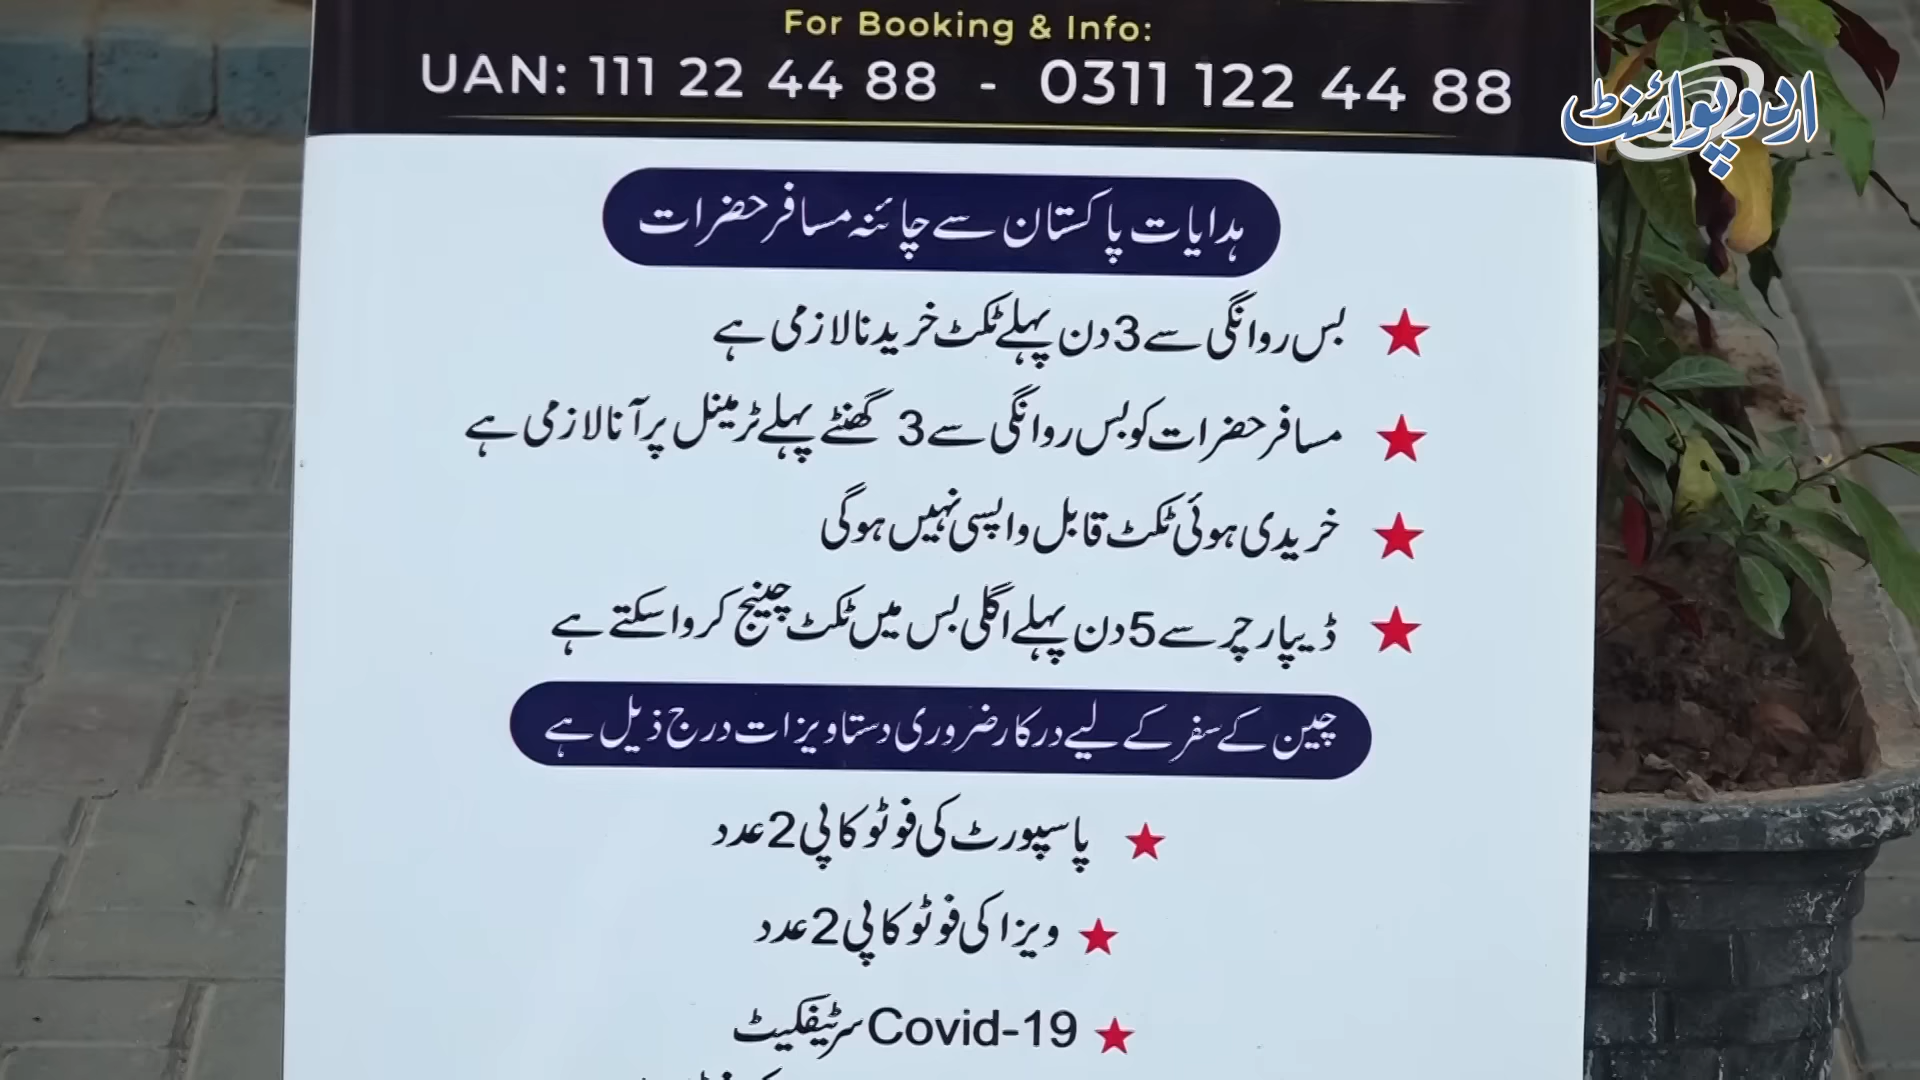 For Booking & Info:
UAN: 111 22 44 88 - 0311 122 44 88
اردو پوائنٹ
ہدایات پاکستان سے چائنہ مسافر حضرات
بس روانگی سے 3 دن پہلے ٹکٹ خریدنا لازمی ہے
مسافر حضرات کو بس روانگی سے 3 گھنٹے پہلے ٹرمینل پر آنا لازمی ہے
خریدی ہوئی ٹکٹ قابل واپسی نہیں ہوگی
ڈیپارچر سے 5 دن پہلے اگلی بس میں ٹکٹ چینج کرواسکتے ہے
چین کے سفر کے لیے درکار ضروری دستاویزات درج ذیل ہے
پاسپورٹ کی فوٹو کاپی 2 عدد
ویزا کی فوٹو کاپی 2 عدد
Covid-19 سرٹیفکیٹ